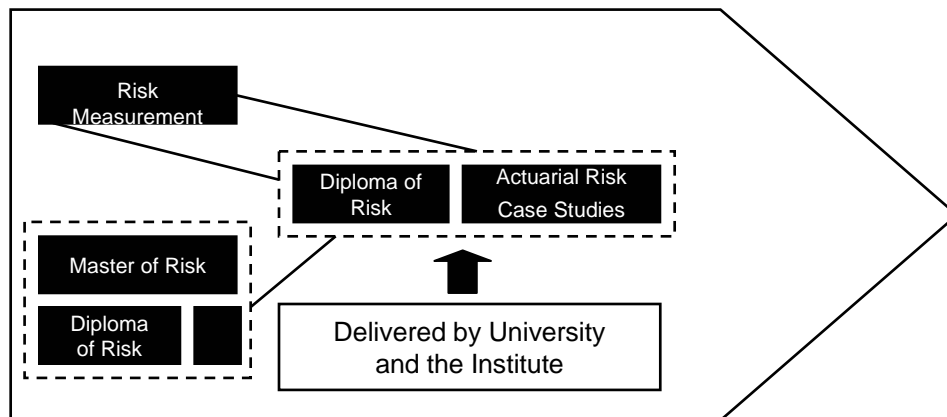 Risk
Measurement
Diploma of
Risk
Actuarial Risk
Case Studies
Master of Risk
Diploma
of Risk
Delivered by University
and the Institute